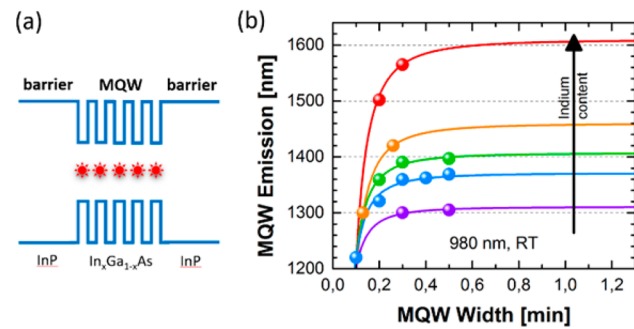 (a)
barrier MQW barrier
InP InₓGa₁₋ₓAs InP
(b)
MQW Emission [nm]
1600
1500
1400
1300
1200
Indium
content
980 nm, RT
0,0 0,2 0,4 0,6 0,8 1,0 1,2
MQW Width [min]